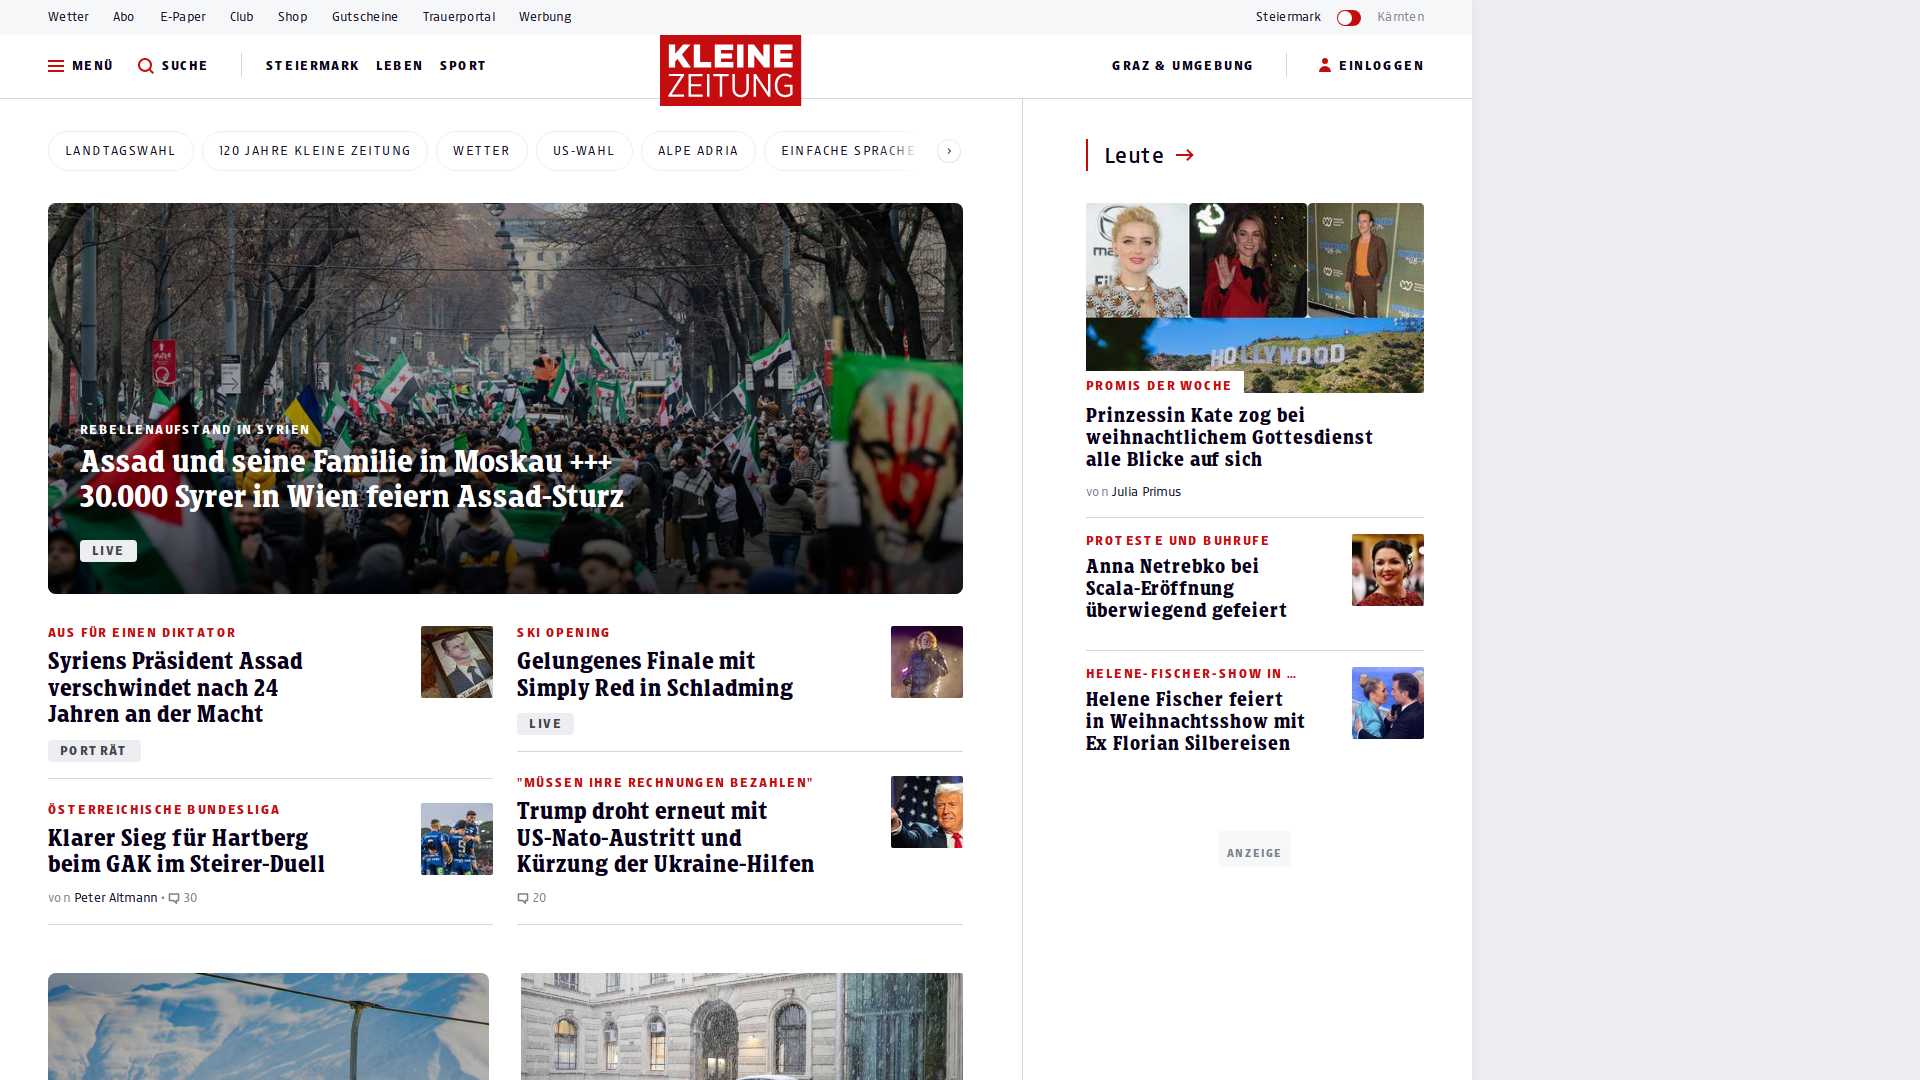 Wetter Abo E-Paper Club Shop Gutscheine Trauerportal Werbung Steiermark Kärnten
MENÜ SUCHE STEIERMARK LEBEN SPORT KLEINE ZEITUNG GRAZ & UMGEBUNG EINLOGGEN
LANDTAGSWAHL 120 JAHRE KLEINE ZEITUNG WETTER US-WAHL ALPE ADRIA EINFACHE SPRACHE
REBELLENAUFSTAND IN SYRIEN
Assad und seine Familie in Moskau +++
30.000 Syrer in Wien feiern Assad-Sturz
LIVE
AUS FÜR EINEN DIKTATOR
Syriens Präsident Assad
verschwindet nach 24
Jahren an der Macht
PORTRÄT
ÖSTERREICHISCHE BUNDESLIGA
Klarer Sieg für Hartberg
beim GAK im Steirer-Duell
von Peter Altmann • 30
SKI OPENING
Gelungenes Finale mit
Simply Red in Schladming
LIVE
"MÜSSEN IHRE RECHNUNGEN BEZAHLEN"
Trump droht erneut mit
US-Nato-Austritt und
Kürzung der Ukraine-Hilfen
20
Leute
HOLLYWOOD
PROMIS DER WOCHE
Prinzessin Kate zog bei
weihnachtlichem Gottesdienst
alle Blicke auf sich
von Julia Primus
PROTESTE UND BUHRUFE
Anna Netrebko bei
Scala-Eröffnung
überwiegend gefeiert
HELENE-FISCHER-SHOW IN ...
Helene Fischer feiert
in Weihnachtsshow mit
Ex Florian Silbereisen
ANZEIGE